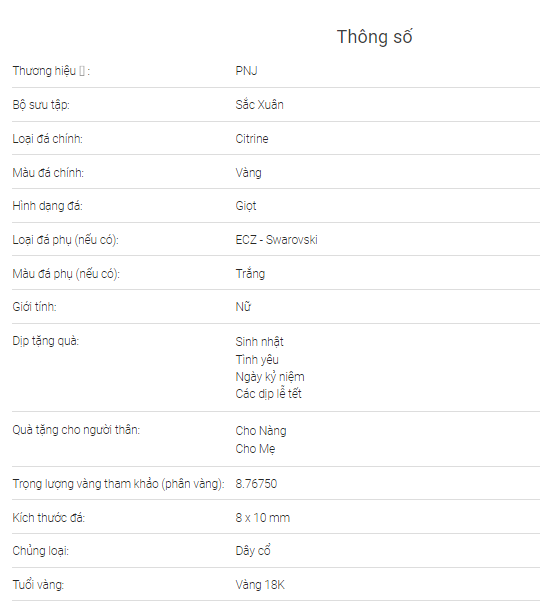 Thông số
Thương hiệu ▯ : PNJ
Bộ sưu tập: Sắc Xuân
Loại đá chính: Citrine
Màu đá chính: Vàng
Hình dạng đá: Giọt
Loại đá phụ (nếu có): ECZ - Swarovski
Màu đá phụ (nếu có): Trắng
Giới tính: Nữ
Dịp tặng quà: Sinh nhật
Tình yêu
Ngày kỷ niệm
Các dịp lễ tết
Quà tặng cho người thân: Cho Nàng
Cho Mẹ
Trọng lượng vàng tham khảo (phân vàng): 8.76750
Kích thước đá: 8 x 10 mm
Chủng loại: Dây cổ
Tuổi vàng: Vàng 18K